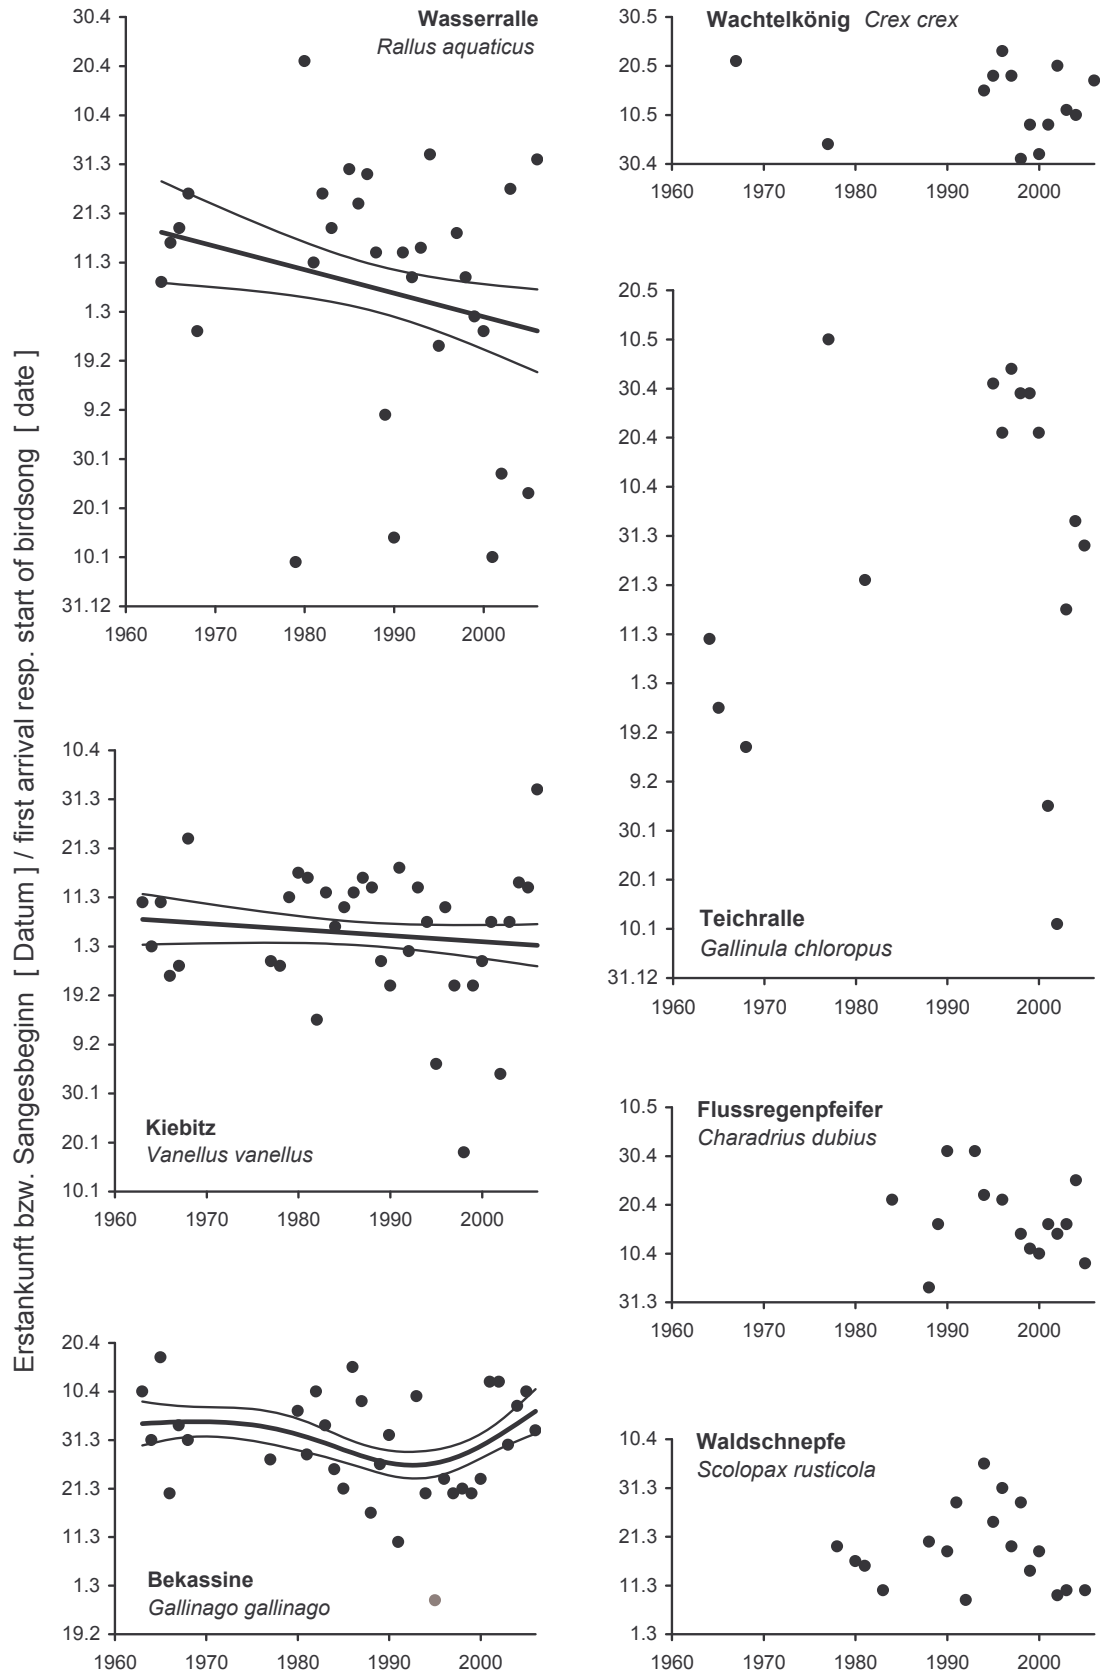 Erstankunft bzw. Sangesbeginn [ Datum ] / first arrival resp. start of birdsong [ date ]
Wasserralle
Rallus aquaticus
30.4
20.4
10.4
31.3
21.3
11.3
1.3
19.2
9.2
30.1
20.1
10.1
31.12
1960 1970 1980 1990 2000
Kiebitz
Vanellus vanellus
10.4
31.3
21.3
11.3
1.3
19.2
9.2
30.1
20.1
10.1
1960 1970 1980 1990 2000
Bekassine
Gallinago gallinago
20.4
10.4
31.3
21.3
11.3
1.3
19.2
1960 1970 1980 1990 2000
Wachtelkönig Crex crex
30.5
20.5
10.5
30.4
1960 1970 1980 1990 2000
20.5
10.5
30.4
20.4
10.4
31.3
21.3
11.3
1.3
19.2
9.2
30.1
20.1
10.1
31.12
Teichralle
Gallinula chloropus
1960 1970 1980 1990 2000
Flussregenpfeifer
Charadrius dubius
10.5
30.4
20.4
10.4
31.3
1960 1970 1980 1990 2000
Waldschnepfe
Scolopax rusticola
10.4
31.3
21.3
11.3
1.3
1960 1970 1980 1990 2000